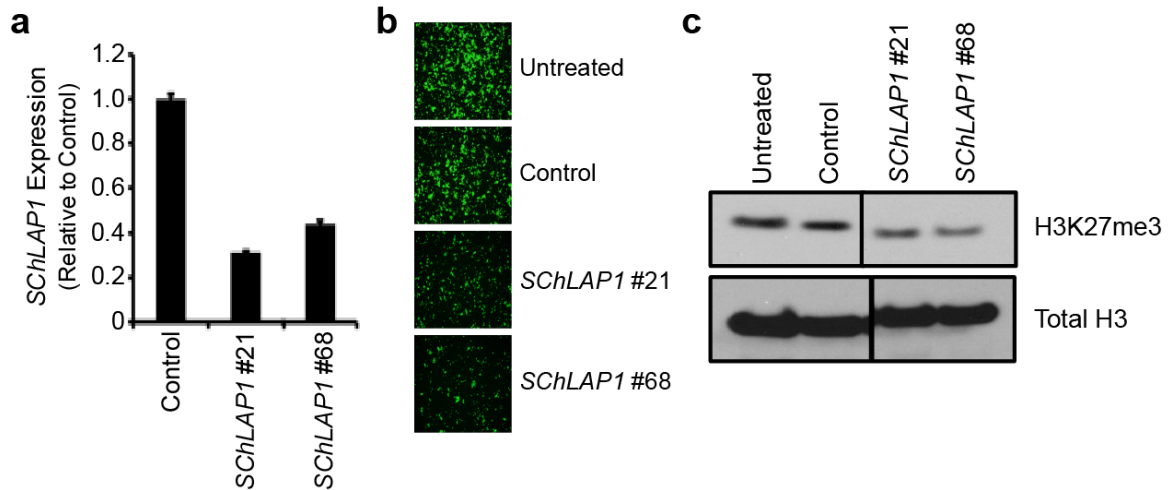 a
SChLAP1 Expression
(Relative to Control)
1.2
1.0
0.8
0.6
0.4
0.2
0
Control
SChLAP1 #21
SChLAP1 #68
b
Untreated
Control
SChLAP1 #21
SChLAP1 #68
c
Untreated
Control
SChLAP1 #21
SChLAP1 #68
H3K27me3
Total H3